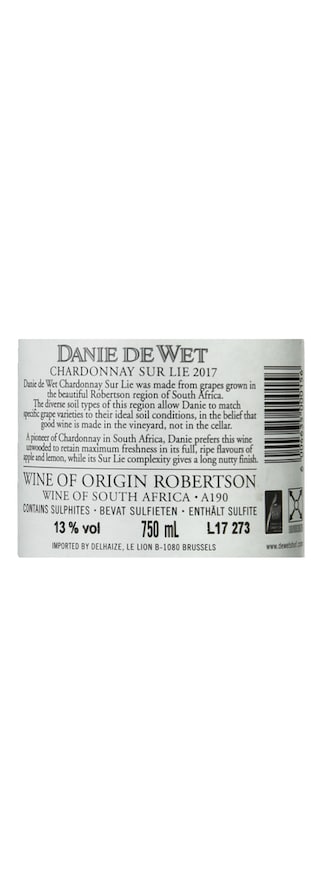 DANIE DE WET
CHARDONNAY SUR LIE 2017
Danie de Wet Chardonnay Sur Lie was made from grapes grown in
the beautiful Robertson region of South Africa.
The diverse soil types of this region allow Danie to match
specific grape varieties to their ideal soil conditions, in the belief that
good wine is made in the vineyard, not in the cellar.
A pioneer of Chardonnay in South Africa, Danie prefers this wine
unwooded to retain maximum freshness in its full, ripe flavours of
apple and lemon, while its Sur Lie complexity gives a long nutty finish.
WINE OF ORIGIN ROBERTSON
WINE OF SOUTH AFRICA • A190
CONTAINS SULPHITES • BEVAT SULFIETEN • ENTHÄLT SULFITE
13 % vol 750 mL L17 273
IMPORTED BY DELHAIZE, LE LION B-1080 BRUSSELS